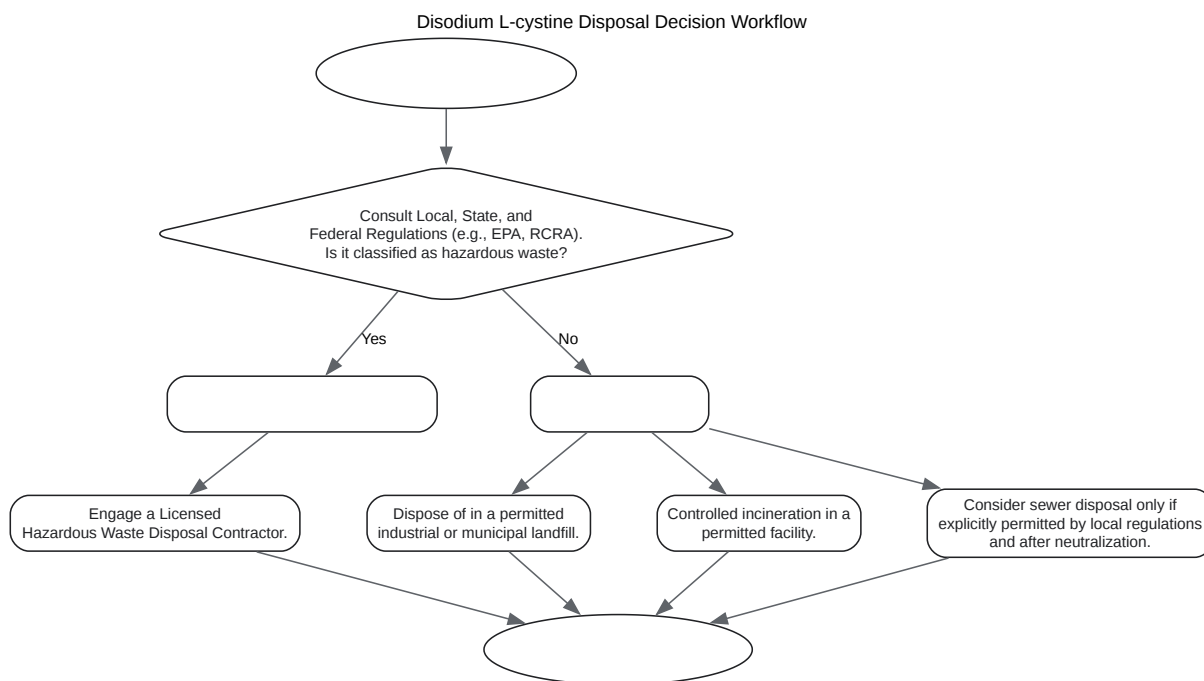 Disodium L-cystine Disposal Decision Workflow
Consult Local, State, and
Federal Regulations (e.g., EPA, RCRA).
Is it classified as hazardous waste?
Yes
No
Engage a Licensed
Hazardous Waste Disposal Contractor.
Dispose of in a permitted
industrial or municipal landfill.
Controlled incineration in a
permitted facility.
Consider sewer disposal only if
explicitly permitted by local regulations
and after neutralization.